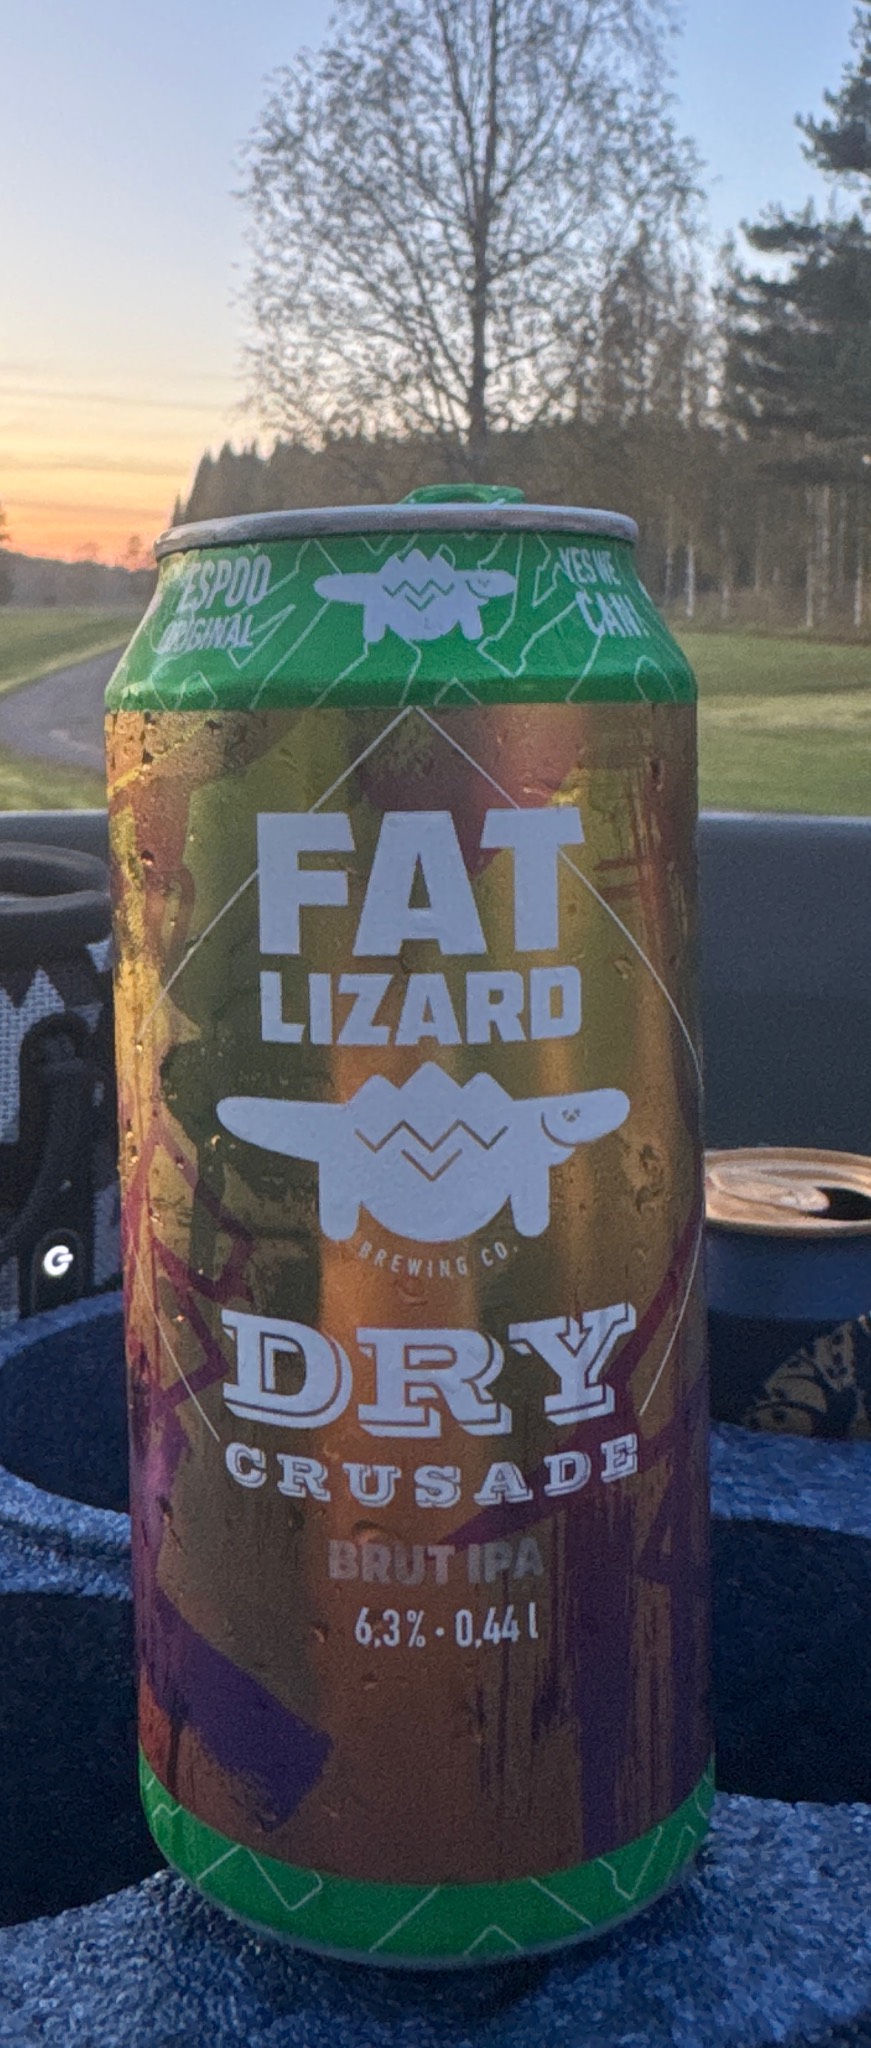 ESPOO
ORIGINAL
YES WE
CAN!
FAT
LIZARD
BREWING CO.
DRY
CRUSADE
BRUT IPA
6,3% · 0,44 l
G